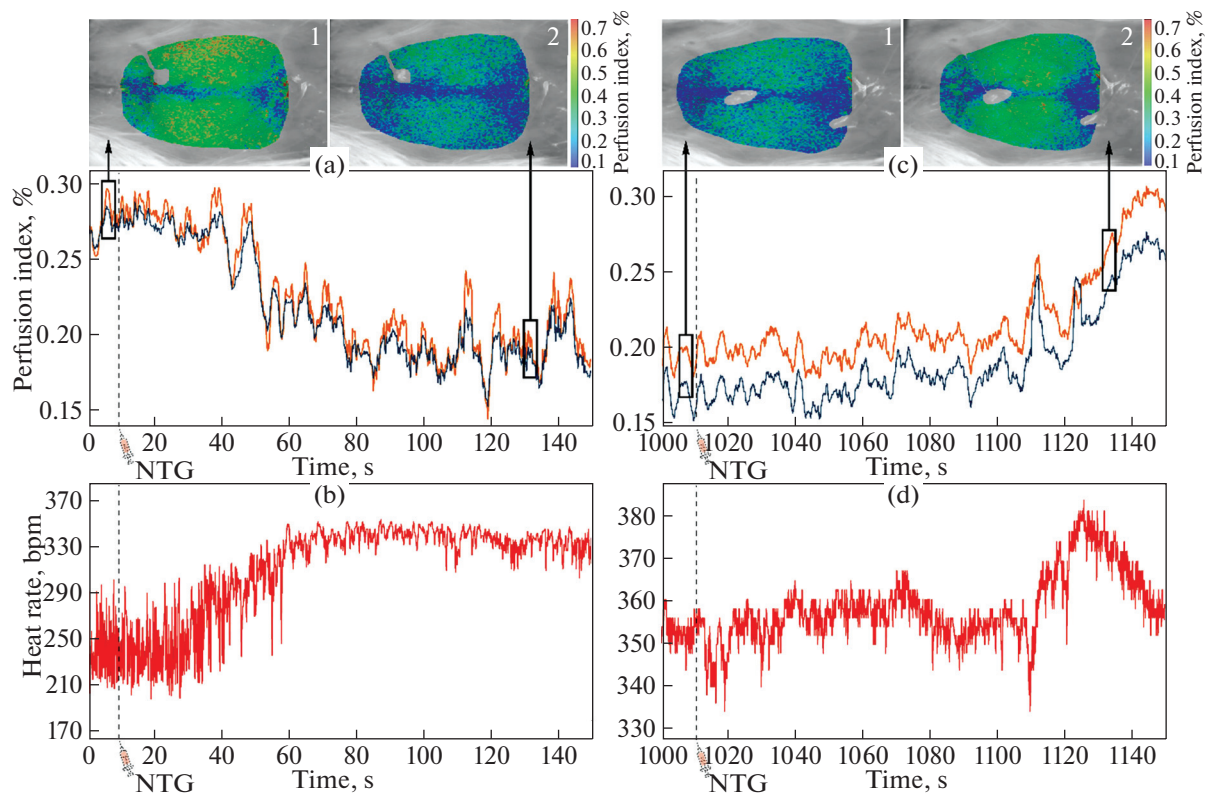 1
2
0.7
0.6
0.5
0.4
0.3
0.2
0.1
Perfusion index, %
1
2
0.7
0.6
0.5
0.4
0.3
0.2
0.1
Perfusion index, %
(a)
0.30
0.25
0.20
0.15
Perfusion index, %
0 20 40 60 80 100 120 140
NTG
Time, s
(c)
0.30
0.25
0.20
0.15
1000 1020 1040 1060 1080 1100 1120 1140
NTG
Time, s
(b)
370
330
290
250
210
170
Heat rate, bpm
0 20 40 60 80 100 120 140
NTG
Time, s
(d)
380
370
360
350
340
330
1000 1020 1040 1060 1080 1100 1120 1140
NTG
Time, s